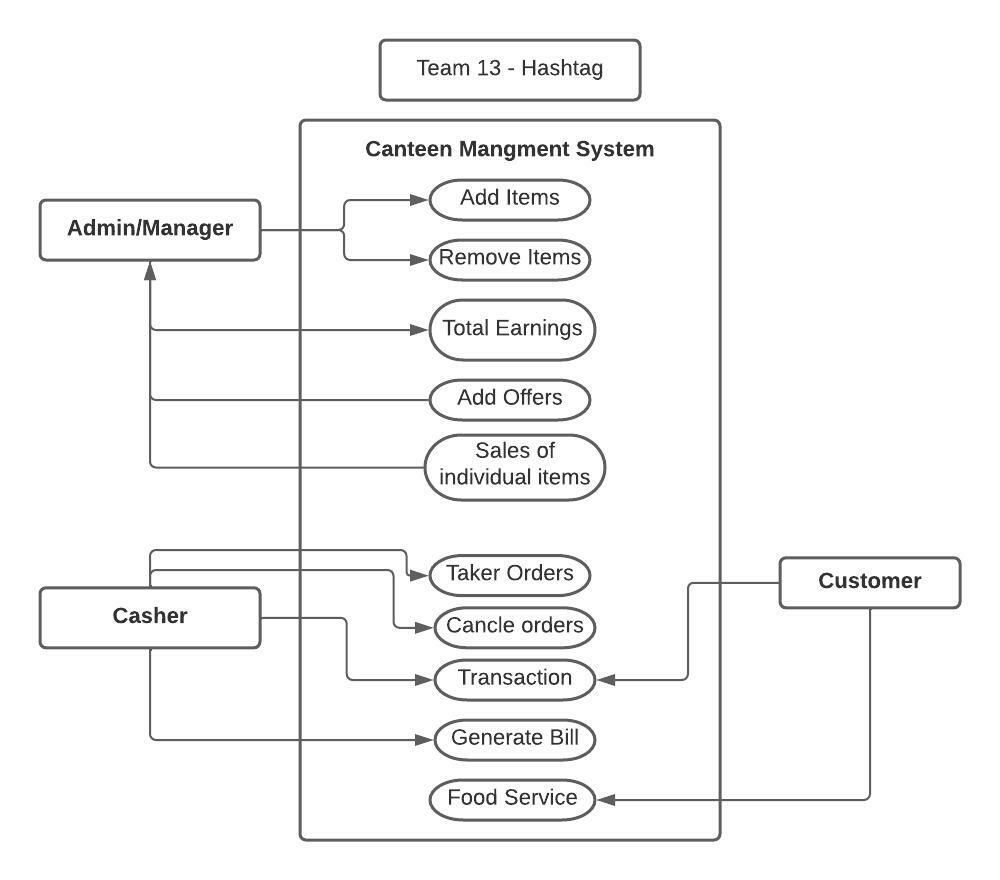 Team 13 - Hashtag
Canteen Mangment System
Add Items
Admin/Manager
Remove Items
Total Earnings
Add Offers
Sales of
individual items
Taker Orders
Customer
Casher
Cancle orders
Transaction
Generate Bill
Food Service